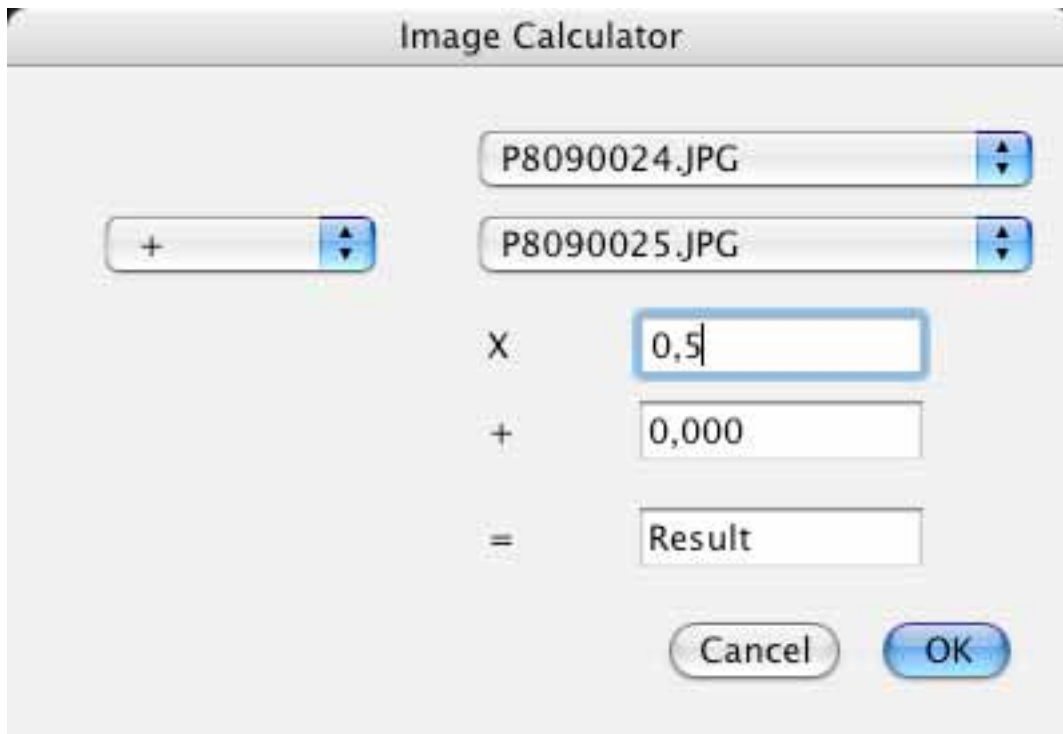 Image Calculator
P8090024.JPG
+ P8090025.JPG
X 0,5
+ 0,000
= Result
Cancel OK